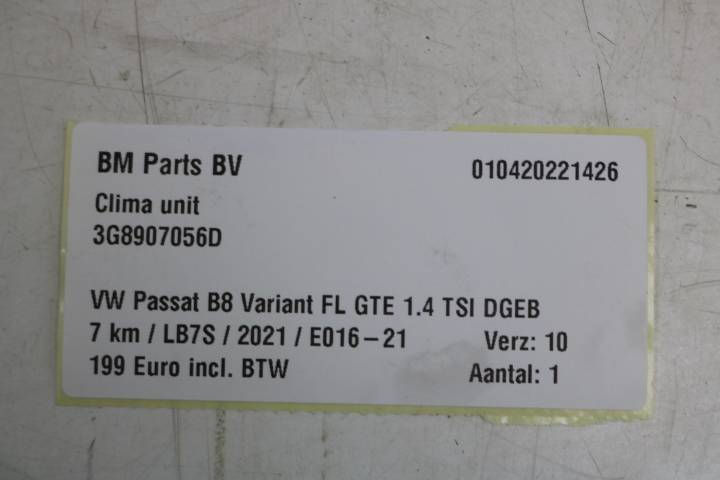 BM Parts BV 010420221426
Clima unit
3G8907056D
VW Passat B8 Variant FL GTE 1.4 TSI DGEB
7 km / LB7S / 2021 / E016-21 Verz: 10
199 Euro incl. BTW Aantal: 1